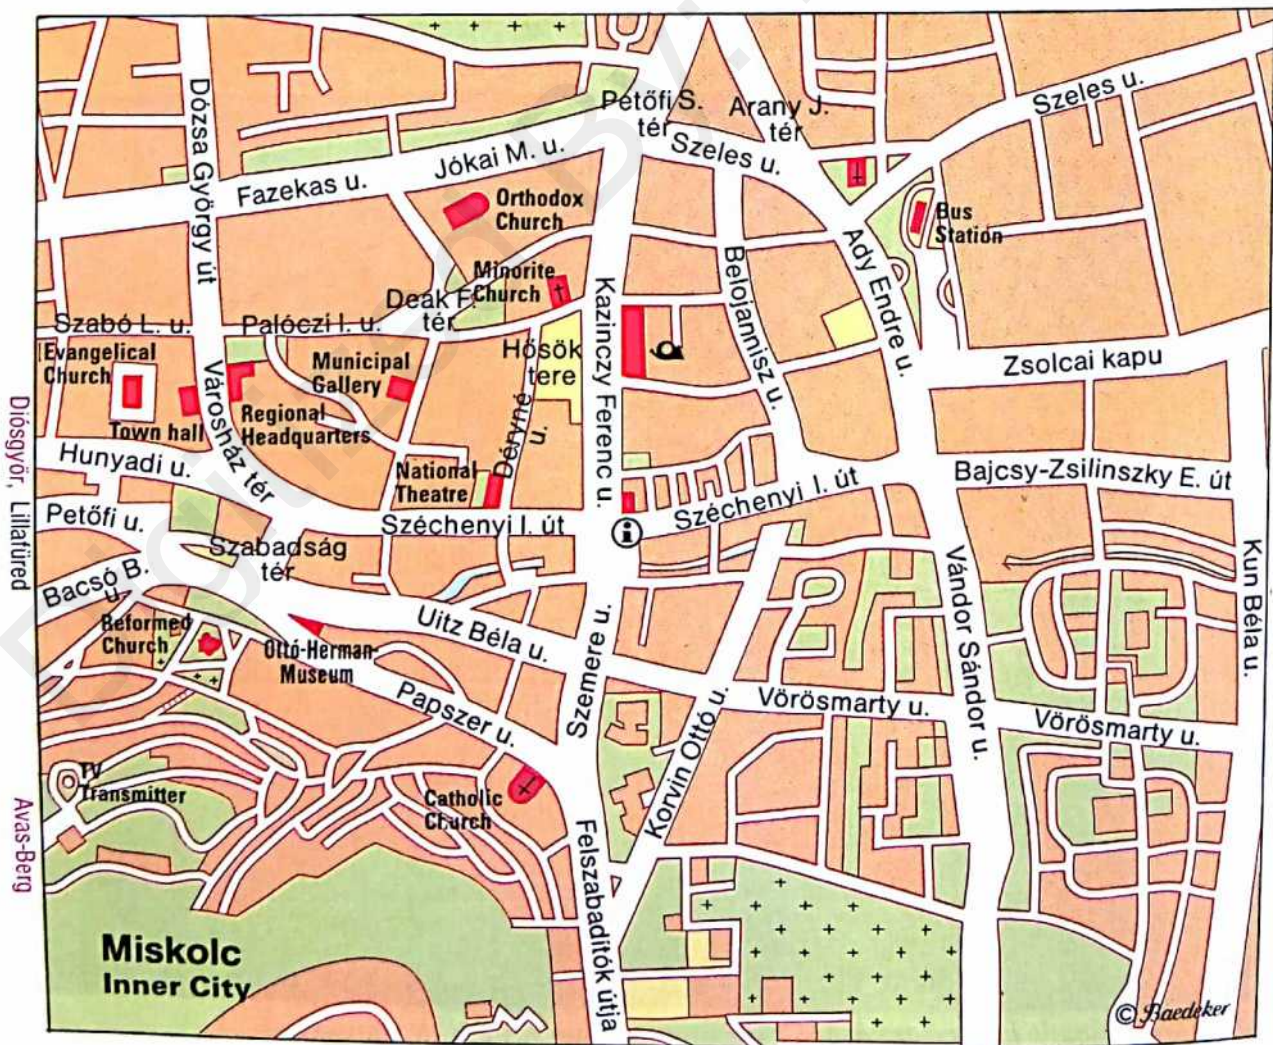 Petőfi S.
tér
Arany J.
tér
Szeles u.
Szeles u.
Jókai M. u.
Fazekas u.
Dózsa György út
Orthodox
Church
Bus
Station
Minorite
Church
Deák F.
tér
Kazinczy Ferenc u.
Belojannisz u.
Ady Endre u.
Szabó L. u.
Palóczi I. u.
Hősök
tere
Zsolcai kapu
Evangelical
Church
Municipal
Gallery
Városház tér
Regional
Headquarters
Town hall
Déryné
u.
Hunyadi u.
National
Theatre
Bajcsy-Zsilinszky E. út
Petőfi u.
Széchenyi I. út
Széchenyi I. út
i
Szabadság
tér
Bacsó B.
u.
Diósgyőr, Lillafüred
Vándor Sándor u.
Kun Béla u.
Reformed
Church
Ottó-Herman-
Museum
Uitz Béla u.
Szemere u.
Papszer u.
Korvin Ottó u.
Vörösmarty u.
Vörösmarty u.
TV
Transmitter
Catholic
Church
Avas-Berg
Felszabadítók útja
Miskolc
Inner City
© Baedeker
Digitized By